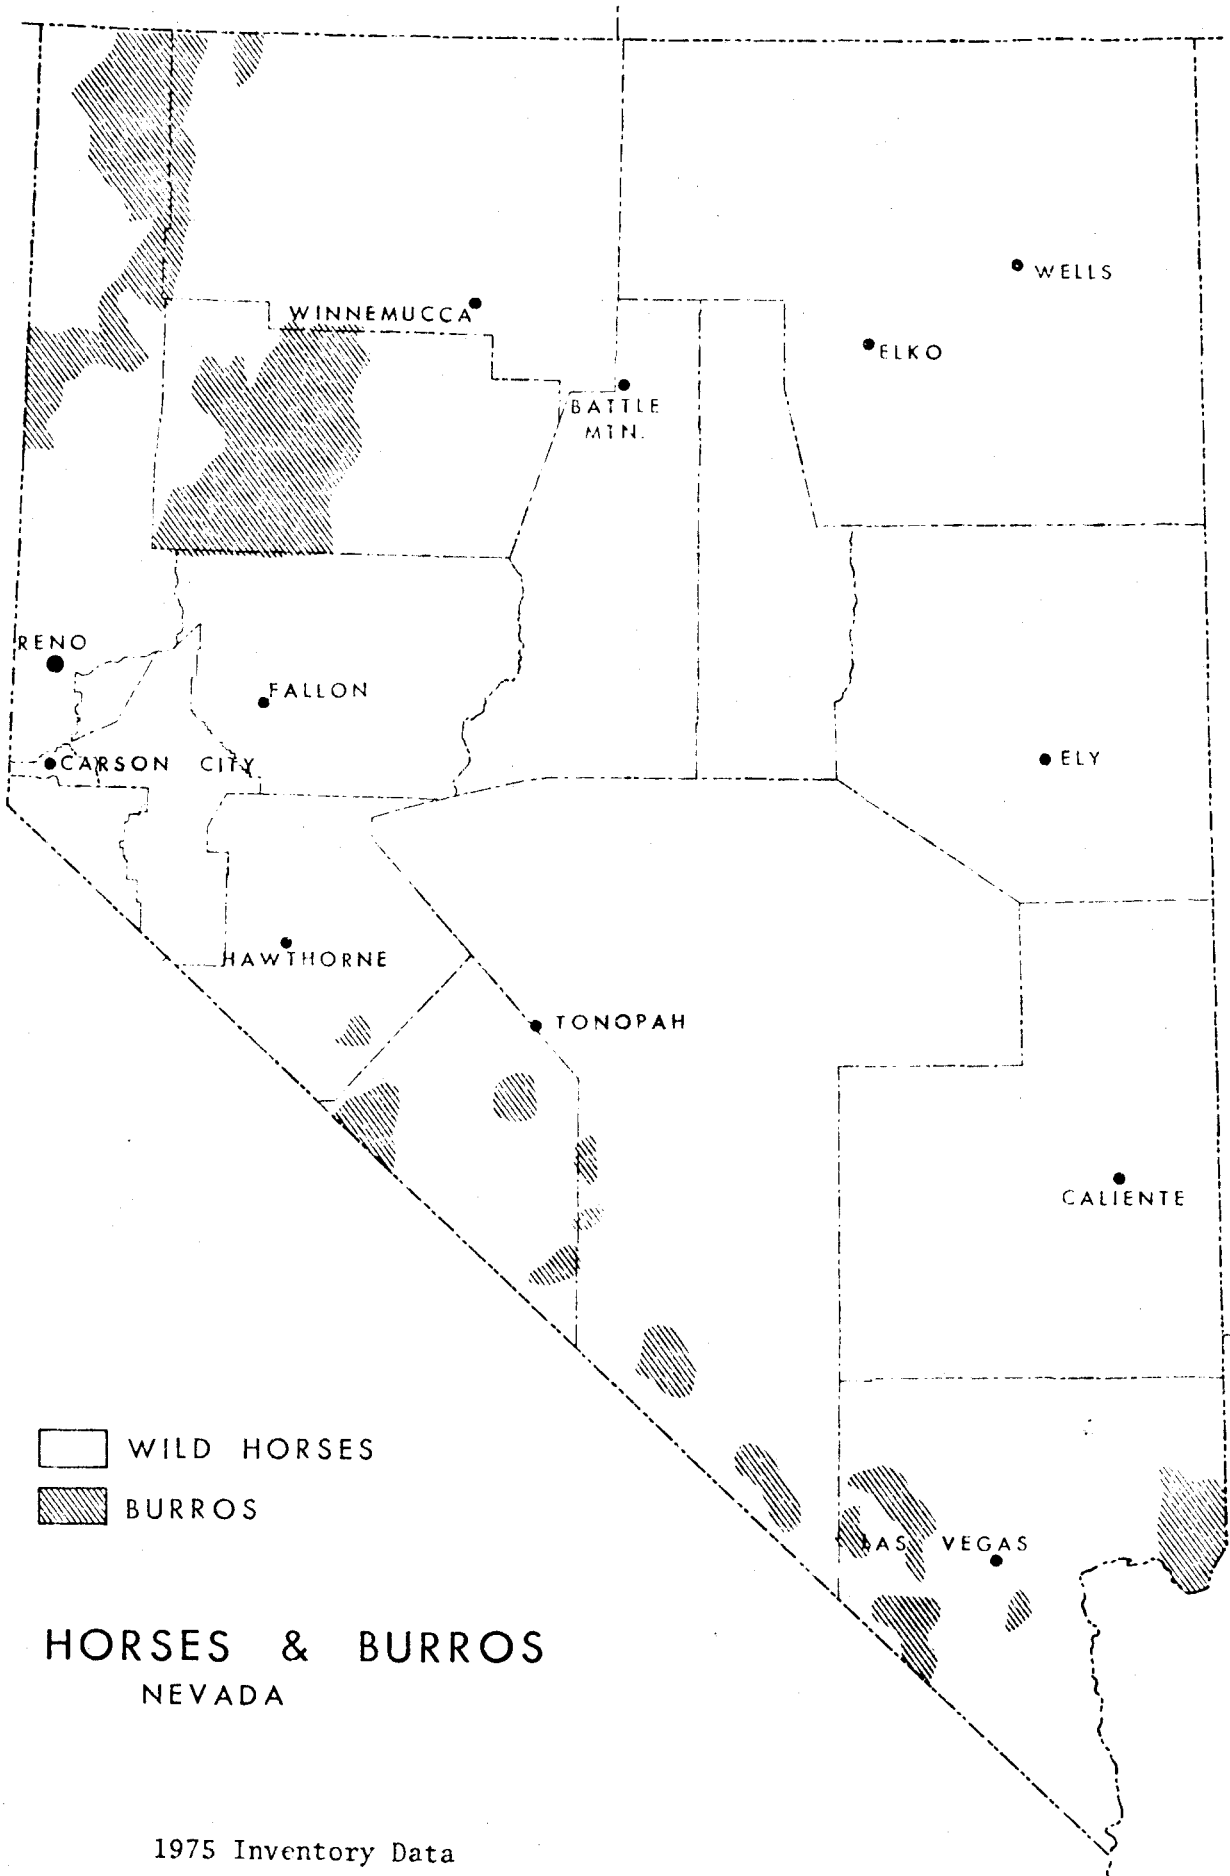 WELLS
WINNEMUCCA
ELKO
BATTLE
MTN.
RENO
FALLON
CARSON CITY
ELY
HAWTHORNE
TONOPAH
CALIENTE
WILD HORSES
BURROS
LAS VEGAS
HORSES & BURROS
NEVADA
1975 Inventory Data